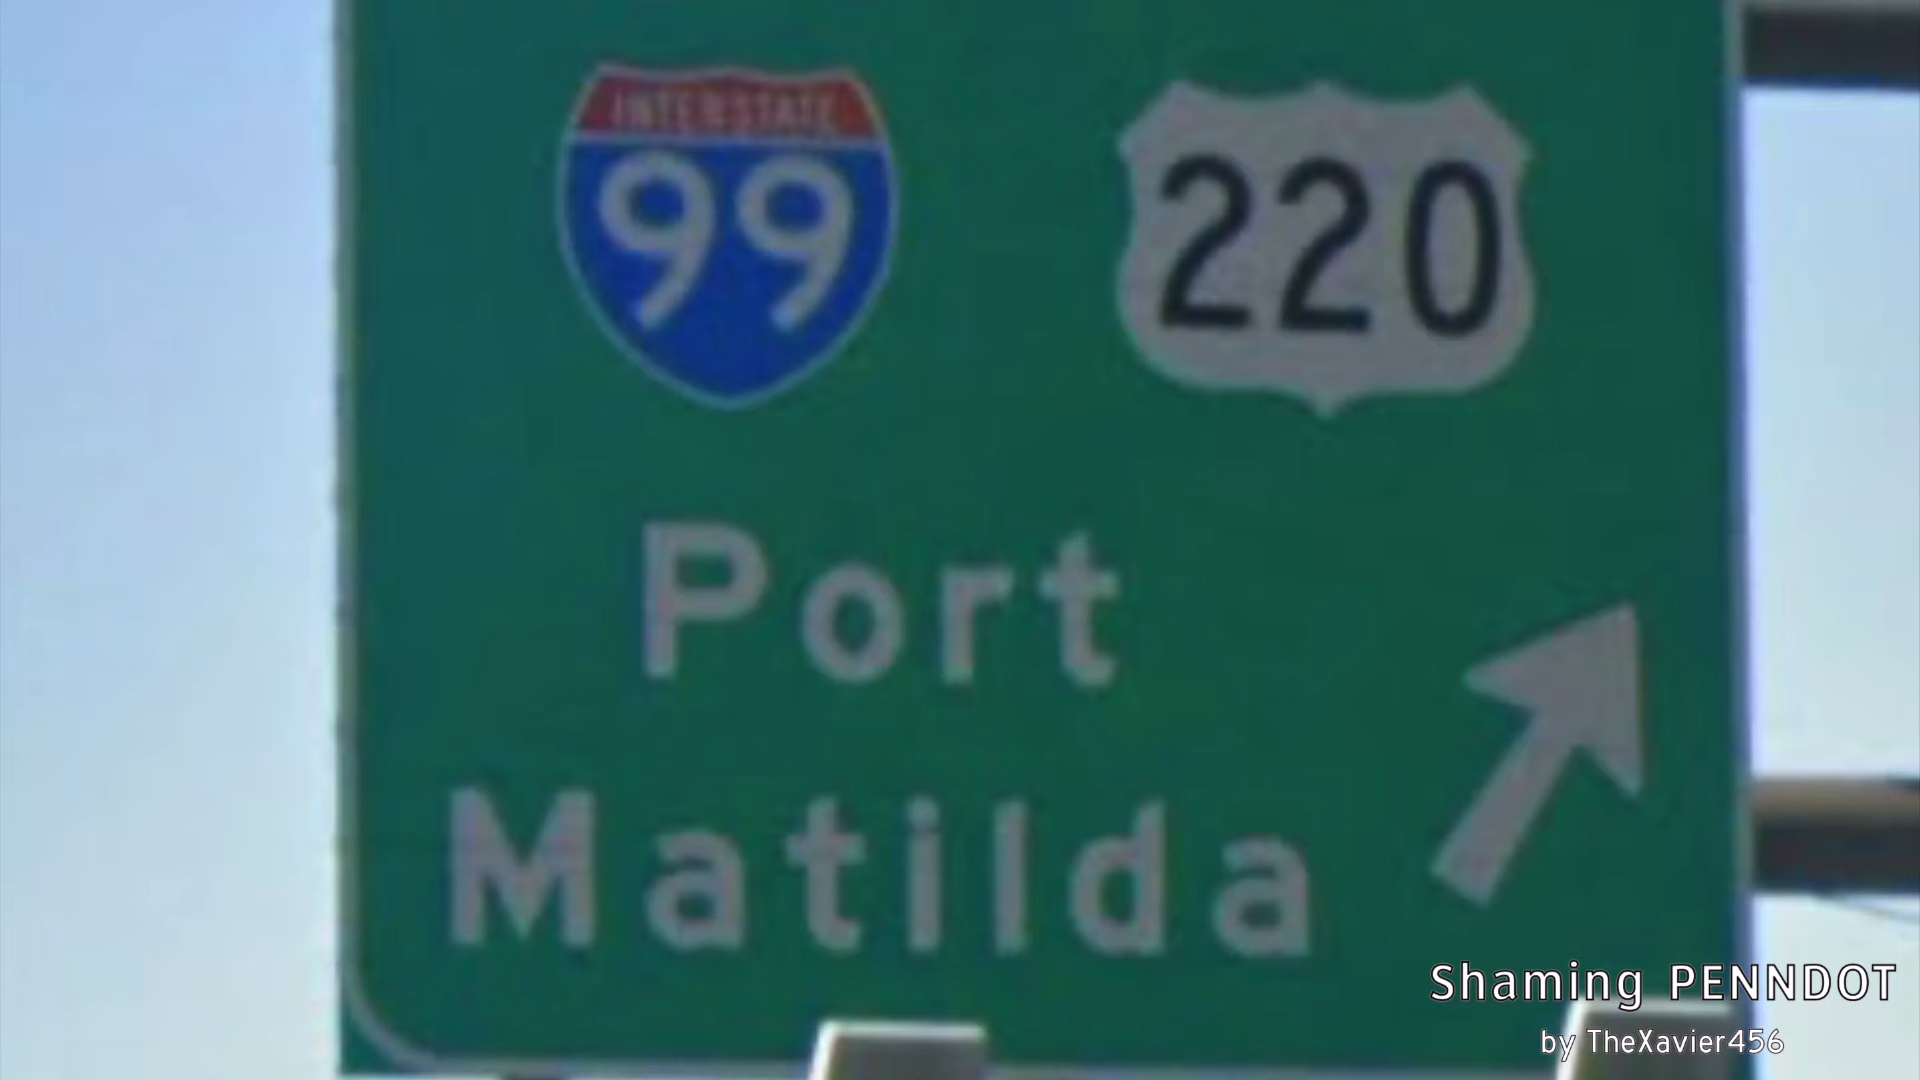 INTERSTATE
99
220
Port
Matilda
Shaming PENNDOT
by TheXavier456